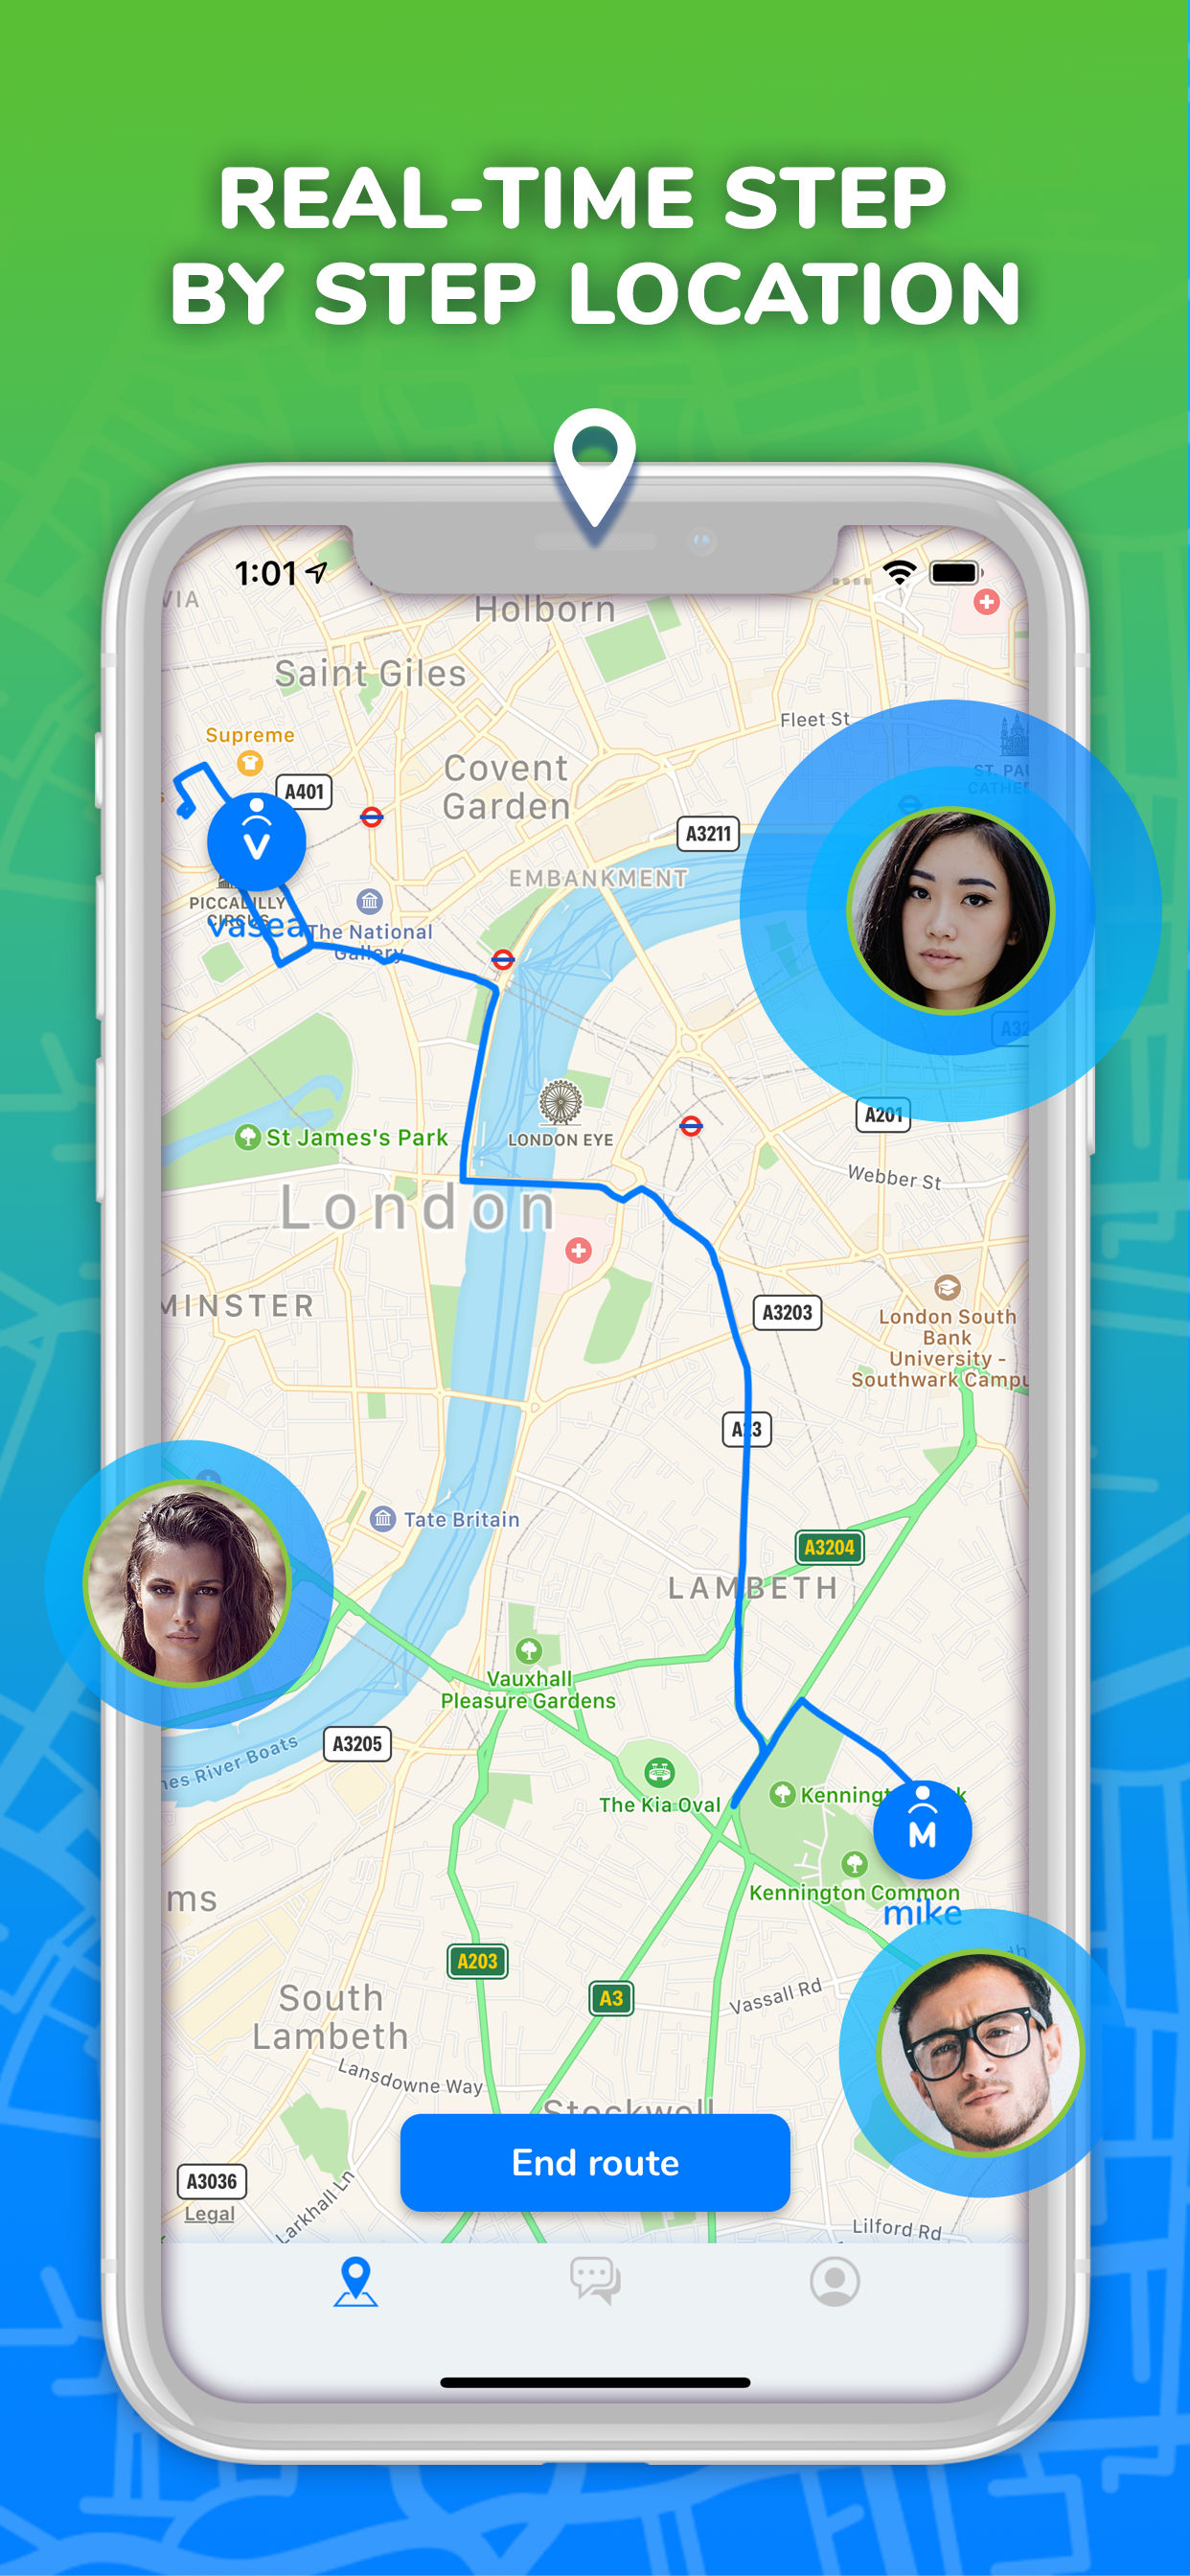 REAL-TIME STEP
BY STEP LOCATION
1:01
VIA
Holborn
Saint Giles
Supreme
A401
Covent
Garden
Fleet St
ST. PAU
CATHE
A3211
EMBANKMENT
V
PICCADILLY
CIRCUS
vasea
The National
Gallery
St James's Park
LONDON EYE
A32
A201
Webber St
London
MINSTER
A3203
London South
Bank
University -
Southwark Campu
A23
Tate Britain
A3204
LAMBETH
Vauxhall
Pleasure Gardens
A3205
nes River Boats
The Kia Oval
Kenningt
k
M
Kennington Common
mike
ms
A203
A3
Vassall Rd
South
Lambeth
Lansdowne Way
Stockwell
End route
A3036
Legal
Larkhall Ln
Lilford Rd